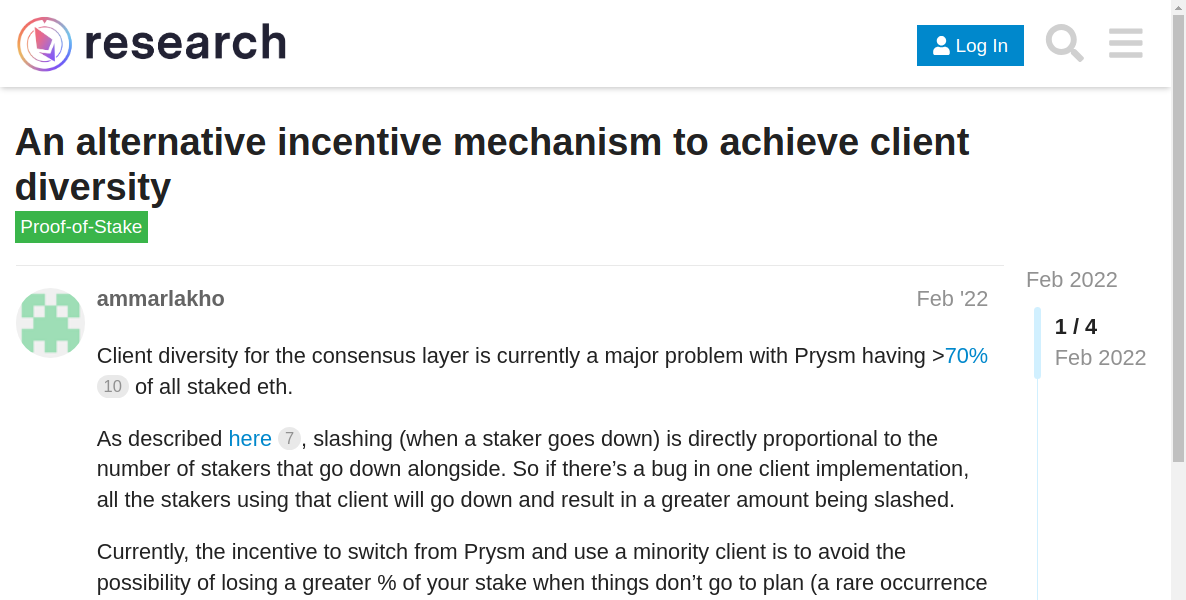 research
Log In
An alternative incentive mechanism to achieve client
diversity
Proof-of-Stake
Feb 2022
ammarlakho
Feb '22
1 / 4
Feb 2022
Client diversity for the consensus layer is currently a major problem with Prysm having >70%
10 of all staked eth.
As described here 7, slashing (when a staker goes down) is directly proportional to the
number of stakers that go down alongside. So if there’s a bug in one client implementation,
all the stakers using that client will go down and result in a greater amount being slashed.
Currently, the incentive to switch from Prysm and use a minority client is to avoid the
possibility of losing a greater % of your stake when things don’t go to plan (a rare occurrence